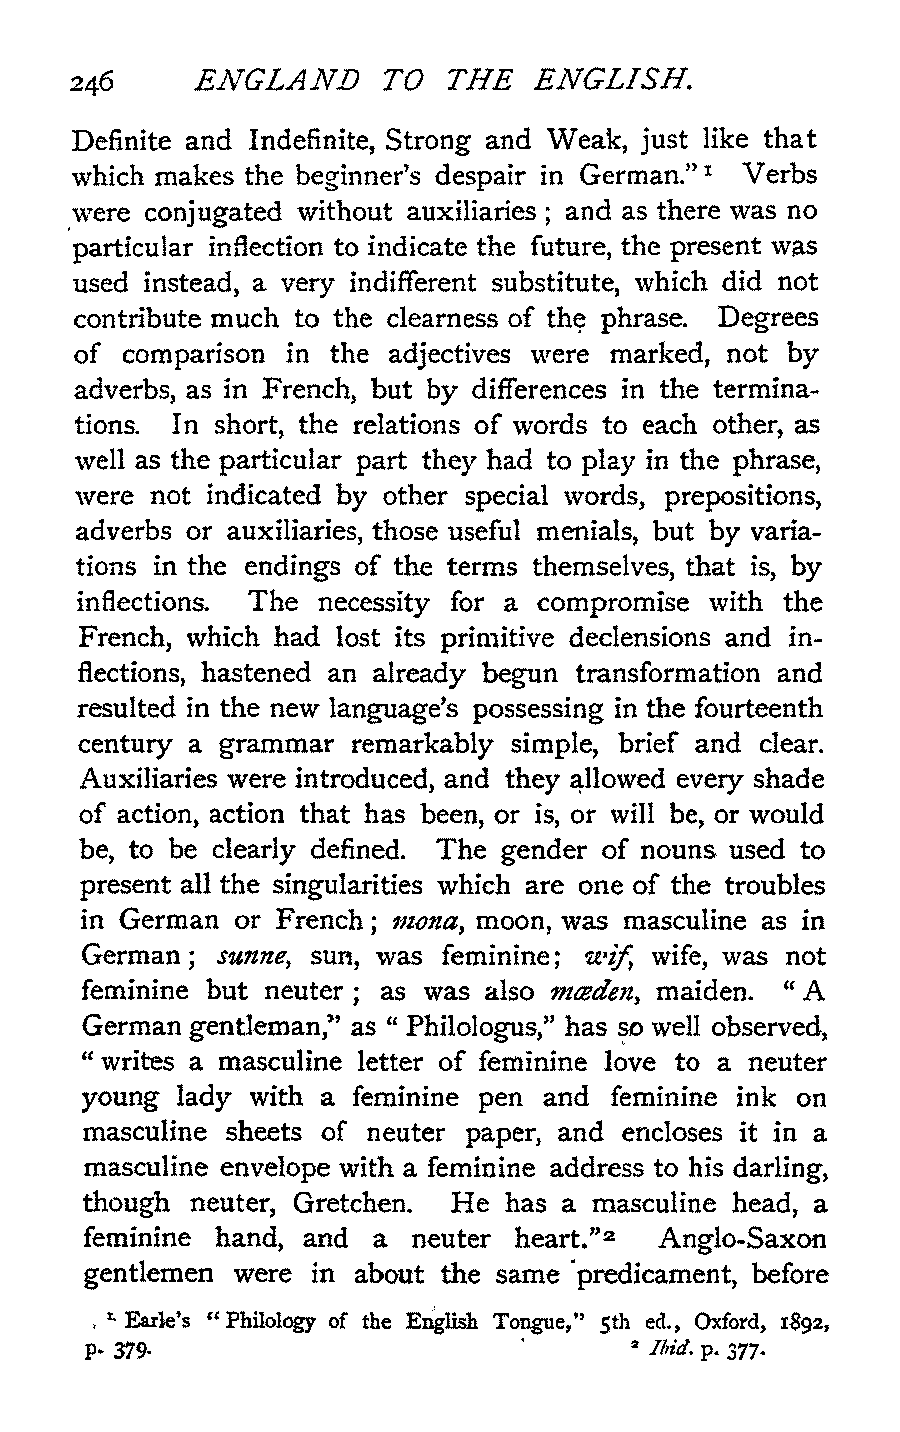 246 ENGLAND TO THE ENGLISH.
Definite and Indefinite, Strong and Weak, just like that
which makes the beginner's despair in German." 1 Verbs
were conjugated without auxiliaries ; and as there was no
particular inflection to indicate the future, the present was
used instead, a very indifferent substitute, which did not
contribute much to the clearness of the phrase. Degrees
of comparison in the adjectives were marked, not by
adverbs, as in French, but by differences in the termina-
tions. In short, the relations of words to each other, as
well as the particular part they had to play in the phrase,
were not indicated by other special words, prepositions,
adverbs or auxiliaries, those useful menials, but by varia-
tions in the endings of the terms themselves, that is, by
inflections. The necessity for a compromise with the
French, which had lost its primitive declensions and in-
flections, hastened an already begun transformation and
resulted in the new language's possessing in the fourteenth
century a grammar remarkably simple, brief and clear.
Auxiliaries were introduced, and they allowed every shade
of action, action that has been, or is, or will be, or would
be, to be clearly defined. The gender of nouns used to
present all the singularities which are one of the troubles
in German or French ; mona, moon, was masculine as in
German ; sunne, sun, was feminine ; wif, wife, was not
feminine but neuter ; as was also mæden, maiden. " A
German gentleman," as " Philologus," has so well observed,
" writes a masculine letter of feminine love to a neuter
young lady with a feminine pen and feminine ink on
masculine sheets of neuter paper, and encloses it in a
masculine envelope with a feminine address to his darling,
though neuter, Gretchen. He has a masculine head, a
feminine hand, and a neuter heart."2 Anglo-Saxon
gentlemen were in about the same predicament, before
1 Earle's "Philology of the English Tongue," 5th ed., Oxford, 1892,
p. 379. 2 Ibid. p. 377.